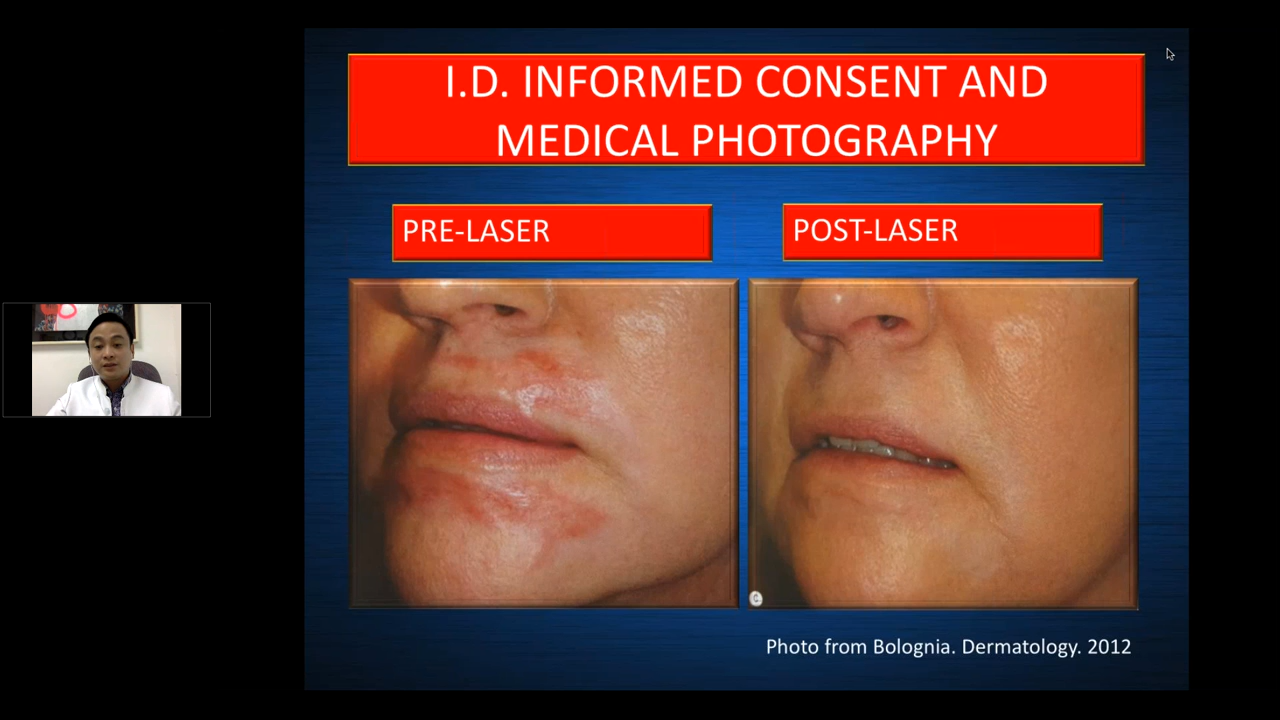 I.D. INFORMED CONSENT AND
MEDICAL PHOTOGRAPHY
PRE-LASER
POST-LASER
Photo from Bolognia. Dermatology. 2012